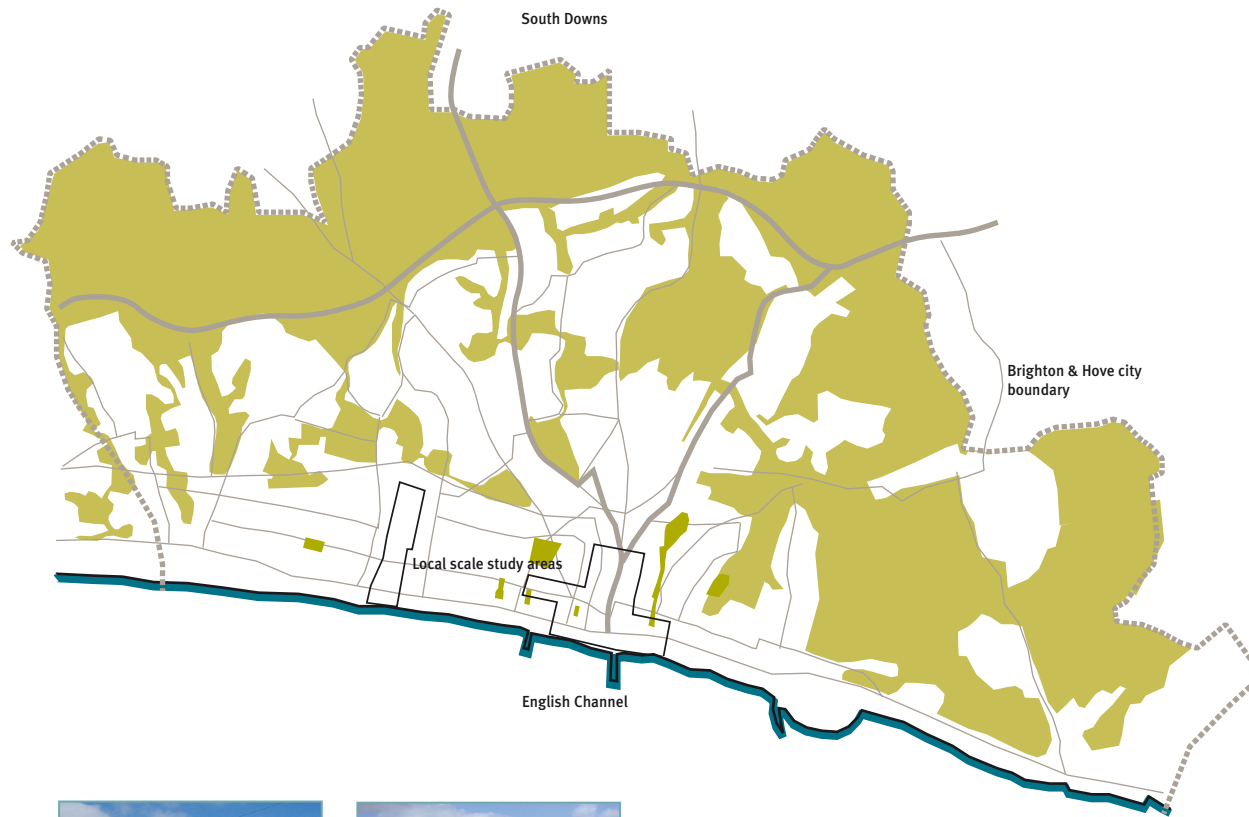 South Downs
Brighton & Hove city
boundary
Local scale study areas
English Channel